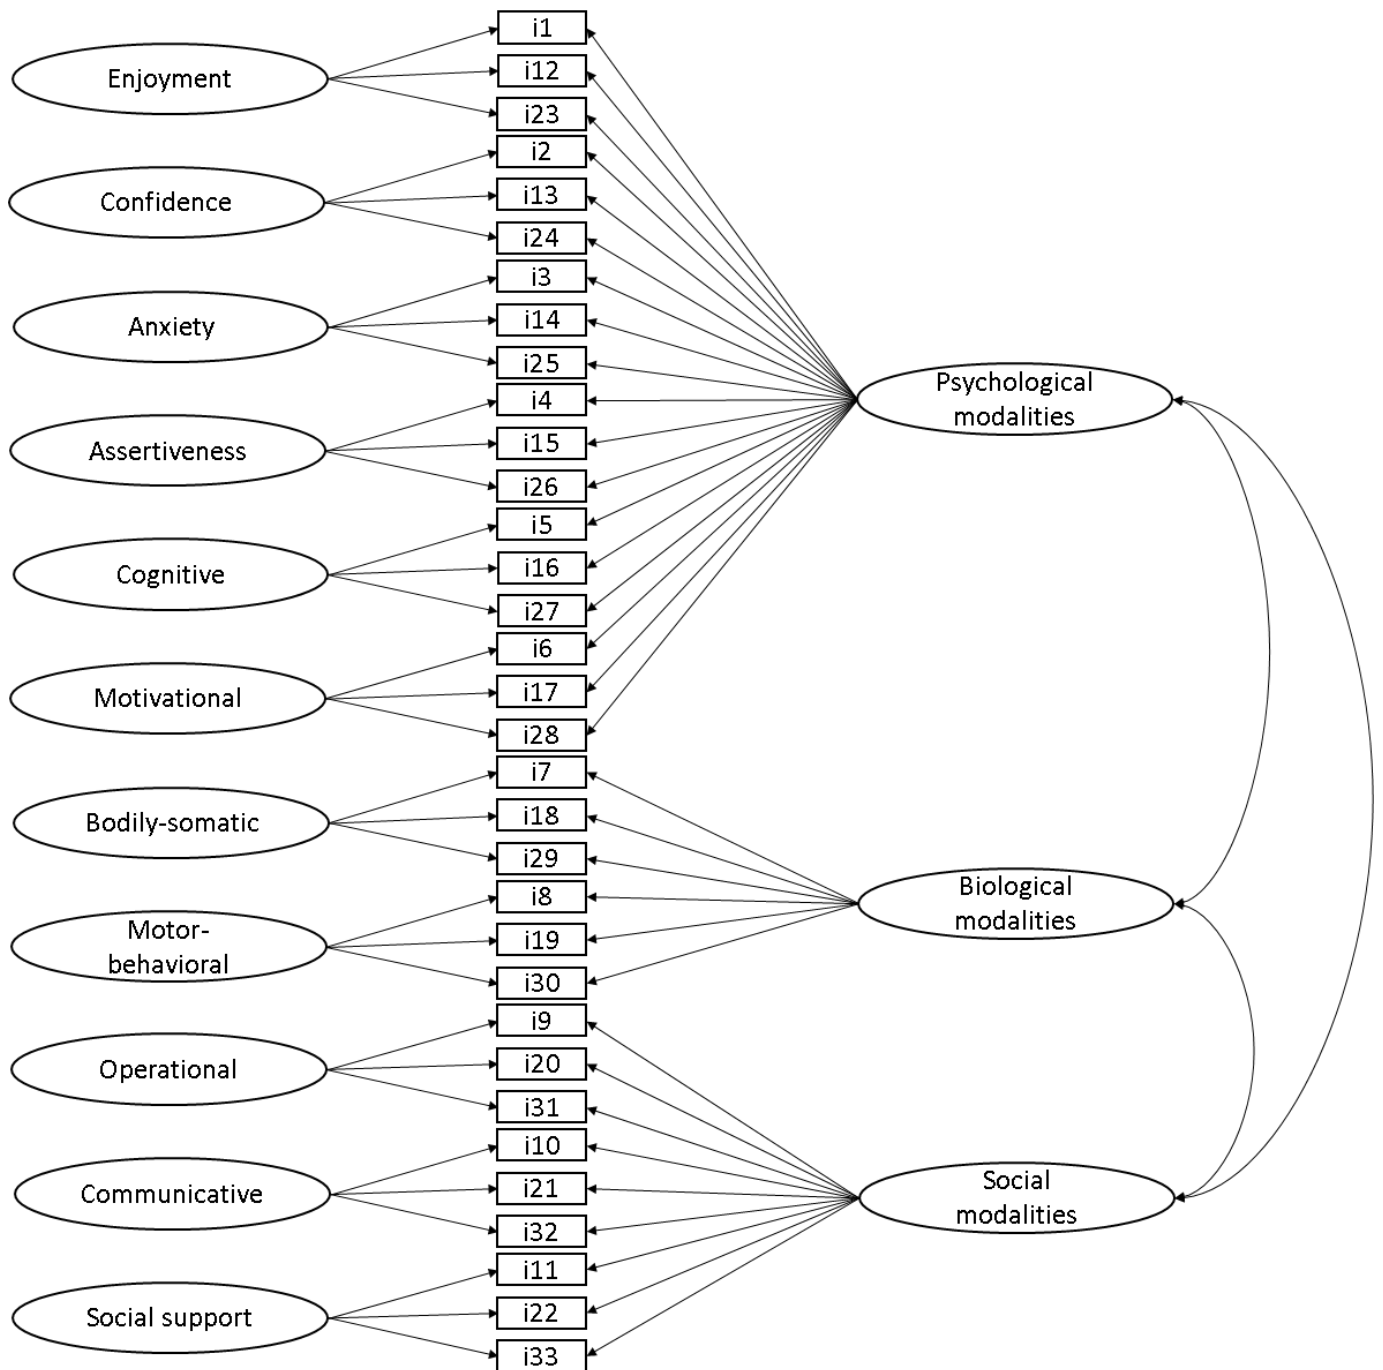 Enjoyment
i1
i12
i23
Confidence
i2
i13
i24
Anxiety
i3
i14
i25
Assertiveness
i4
i15
i26
Cognitive
i5
i16
i27
Motivational
i6
i17
i28
Bodily-somatic
i7
i18
i29
Motor-
behavioral
i8
i19
i30
Operational
i9
i20
i31
Communicative
i10
i21
i32
Social support
i11
i22
i33
Psychological
modalities
Biological
modalities
Social
modalities